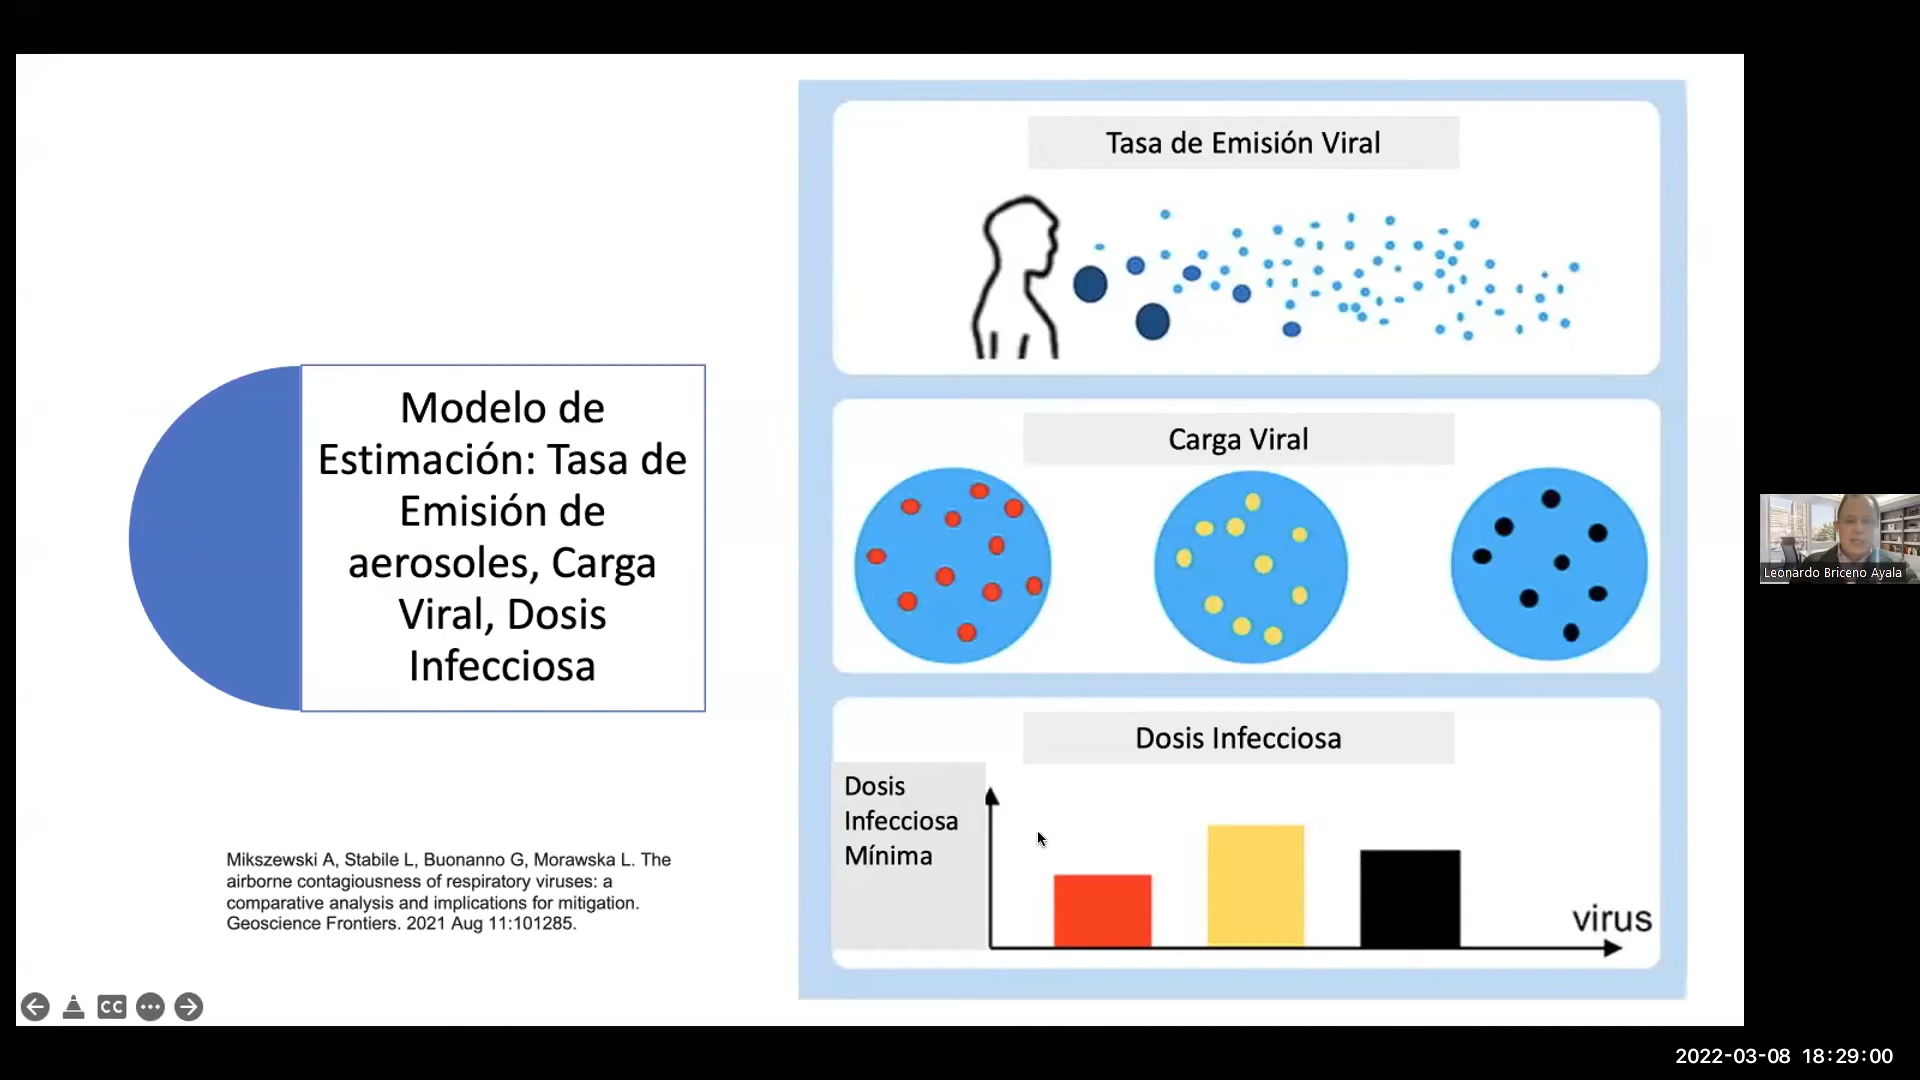 Modelo de
Estimación: Tasa de
Emisión de
aerosoles, Carga
Viral, Dosis
Infecciosa
Mikszewski A, Stabile L, Buonanno G, Morawska L. The
airborne contagiousness of respiratory viruses: a
comparative analysis and implications for mitigation.
Geoscience Frontiers. 2021 Aug 11:101285.
Tasa de Emisión Viral
Carga Viral
Dosis Infecciosa
Dosis
Infecciosa
Mínima
virus
CC
Leonardo Briceno Ayala
2022-03-08 18:29:00